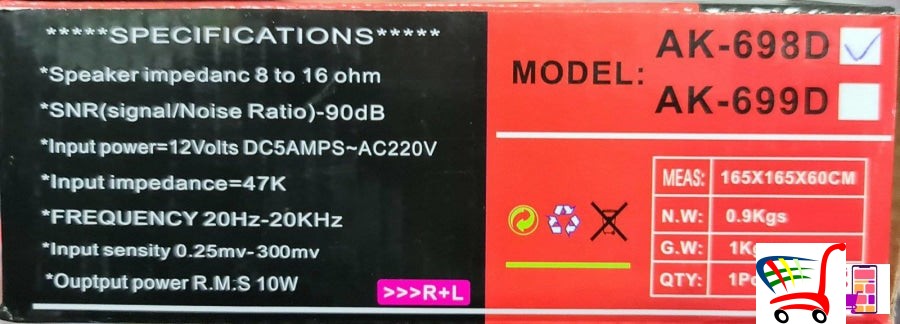 *****SPECIFICATIONS*****
*Speaker impedanc 8 to 16 ohm
*SNR(signal/Noise Ratio)-90dB
*Input power=12Volts DC5AMPS~AC220V
*Input impedance=47K
*FREQUENCY 20Hz-20KHz
*Input sensity 0.25mv-300mv
*Ouptput power R.M.S 10W
>>>R+L
MODEL:
AK-698D
AK-699D
MEAS: 165X165X60CM
N.W: 0.9Kgs
G.W:
QTY: